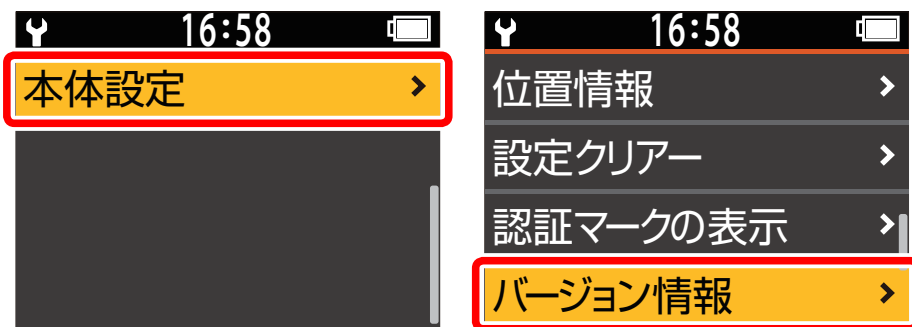 16:58
本体設定
16:58
位置情報
設定クリアー
認証マークの表示
バージョン情報